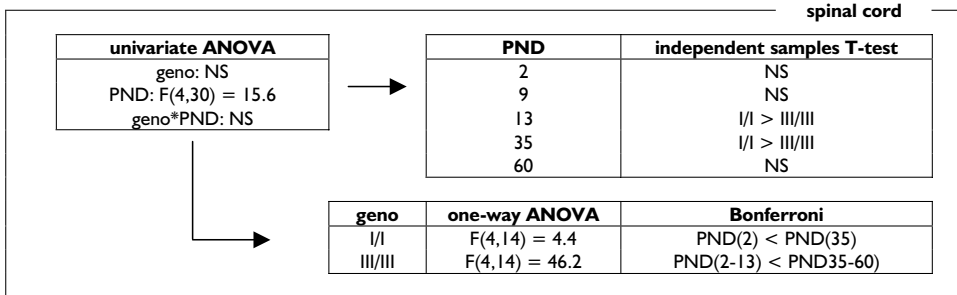 spinal cord
univariate ANOVA
geno: NS
PND: F(4,30) = 15.6
geno*PND: NS
PND independent samples T-test
2 NS
9 NS
13 I/I > III/III
35 I/I > III/III
60 NS
geno one-way ANOVA Bonferroni
I/I F(4,14) = 4.4 PND(2) < PND(35)
III/III F(4,14) = 46.2 PND(2-13) < PND35-60)